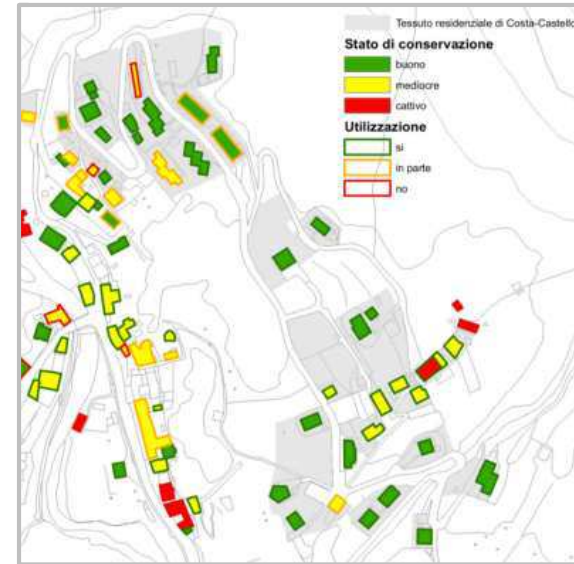 Tessuto residenziale di Costa-Castello
Stato di conservazione
buono
mediocre
cattivo
Utilizzazione
si
in parte
no